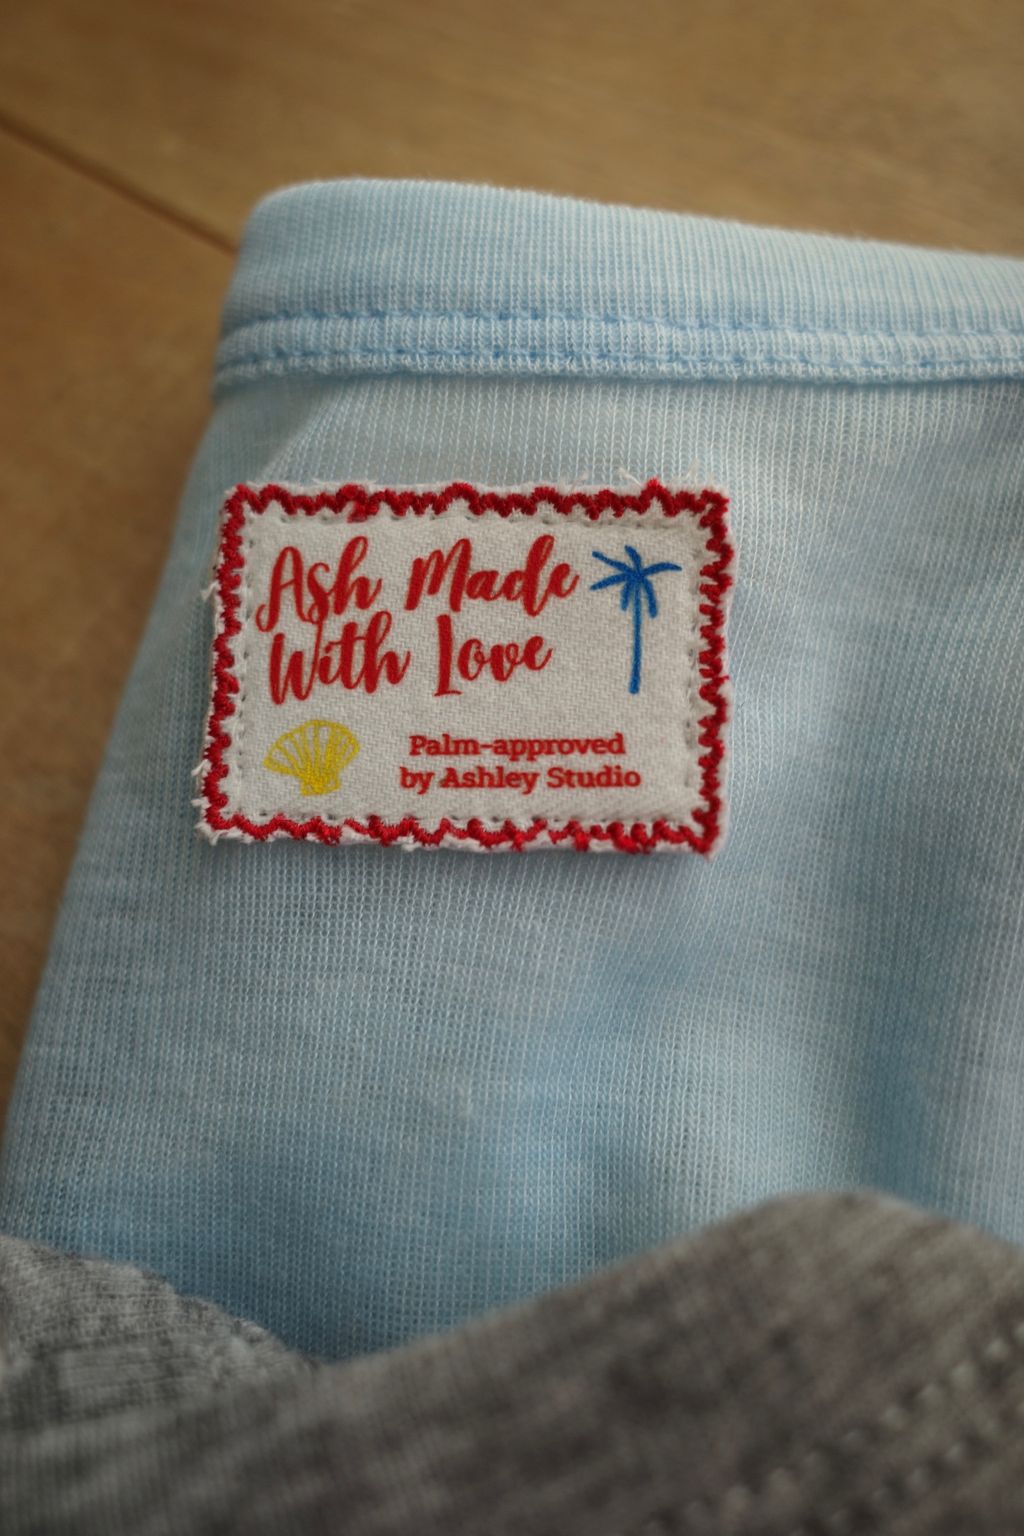 Ash Made
With Love
Palm-approved
by Ashley Studio